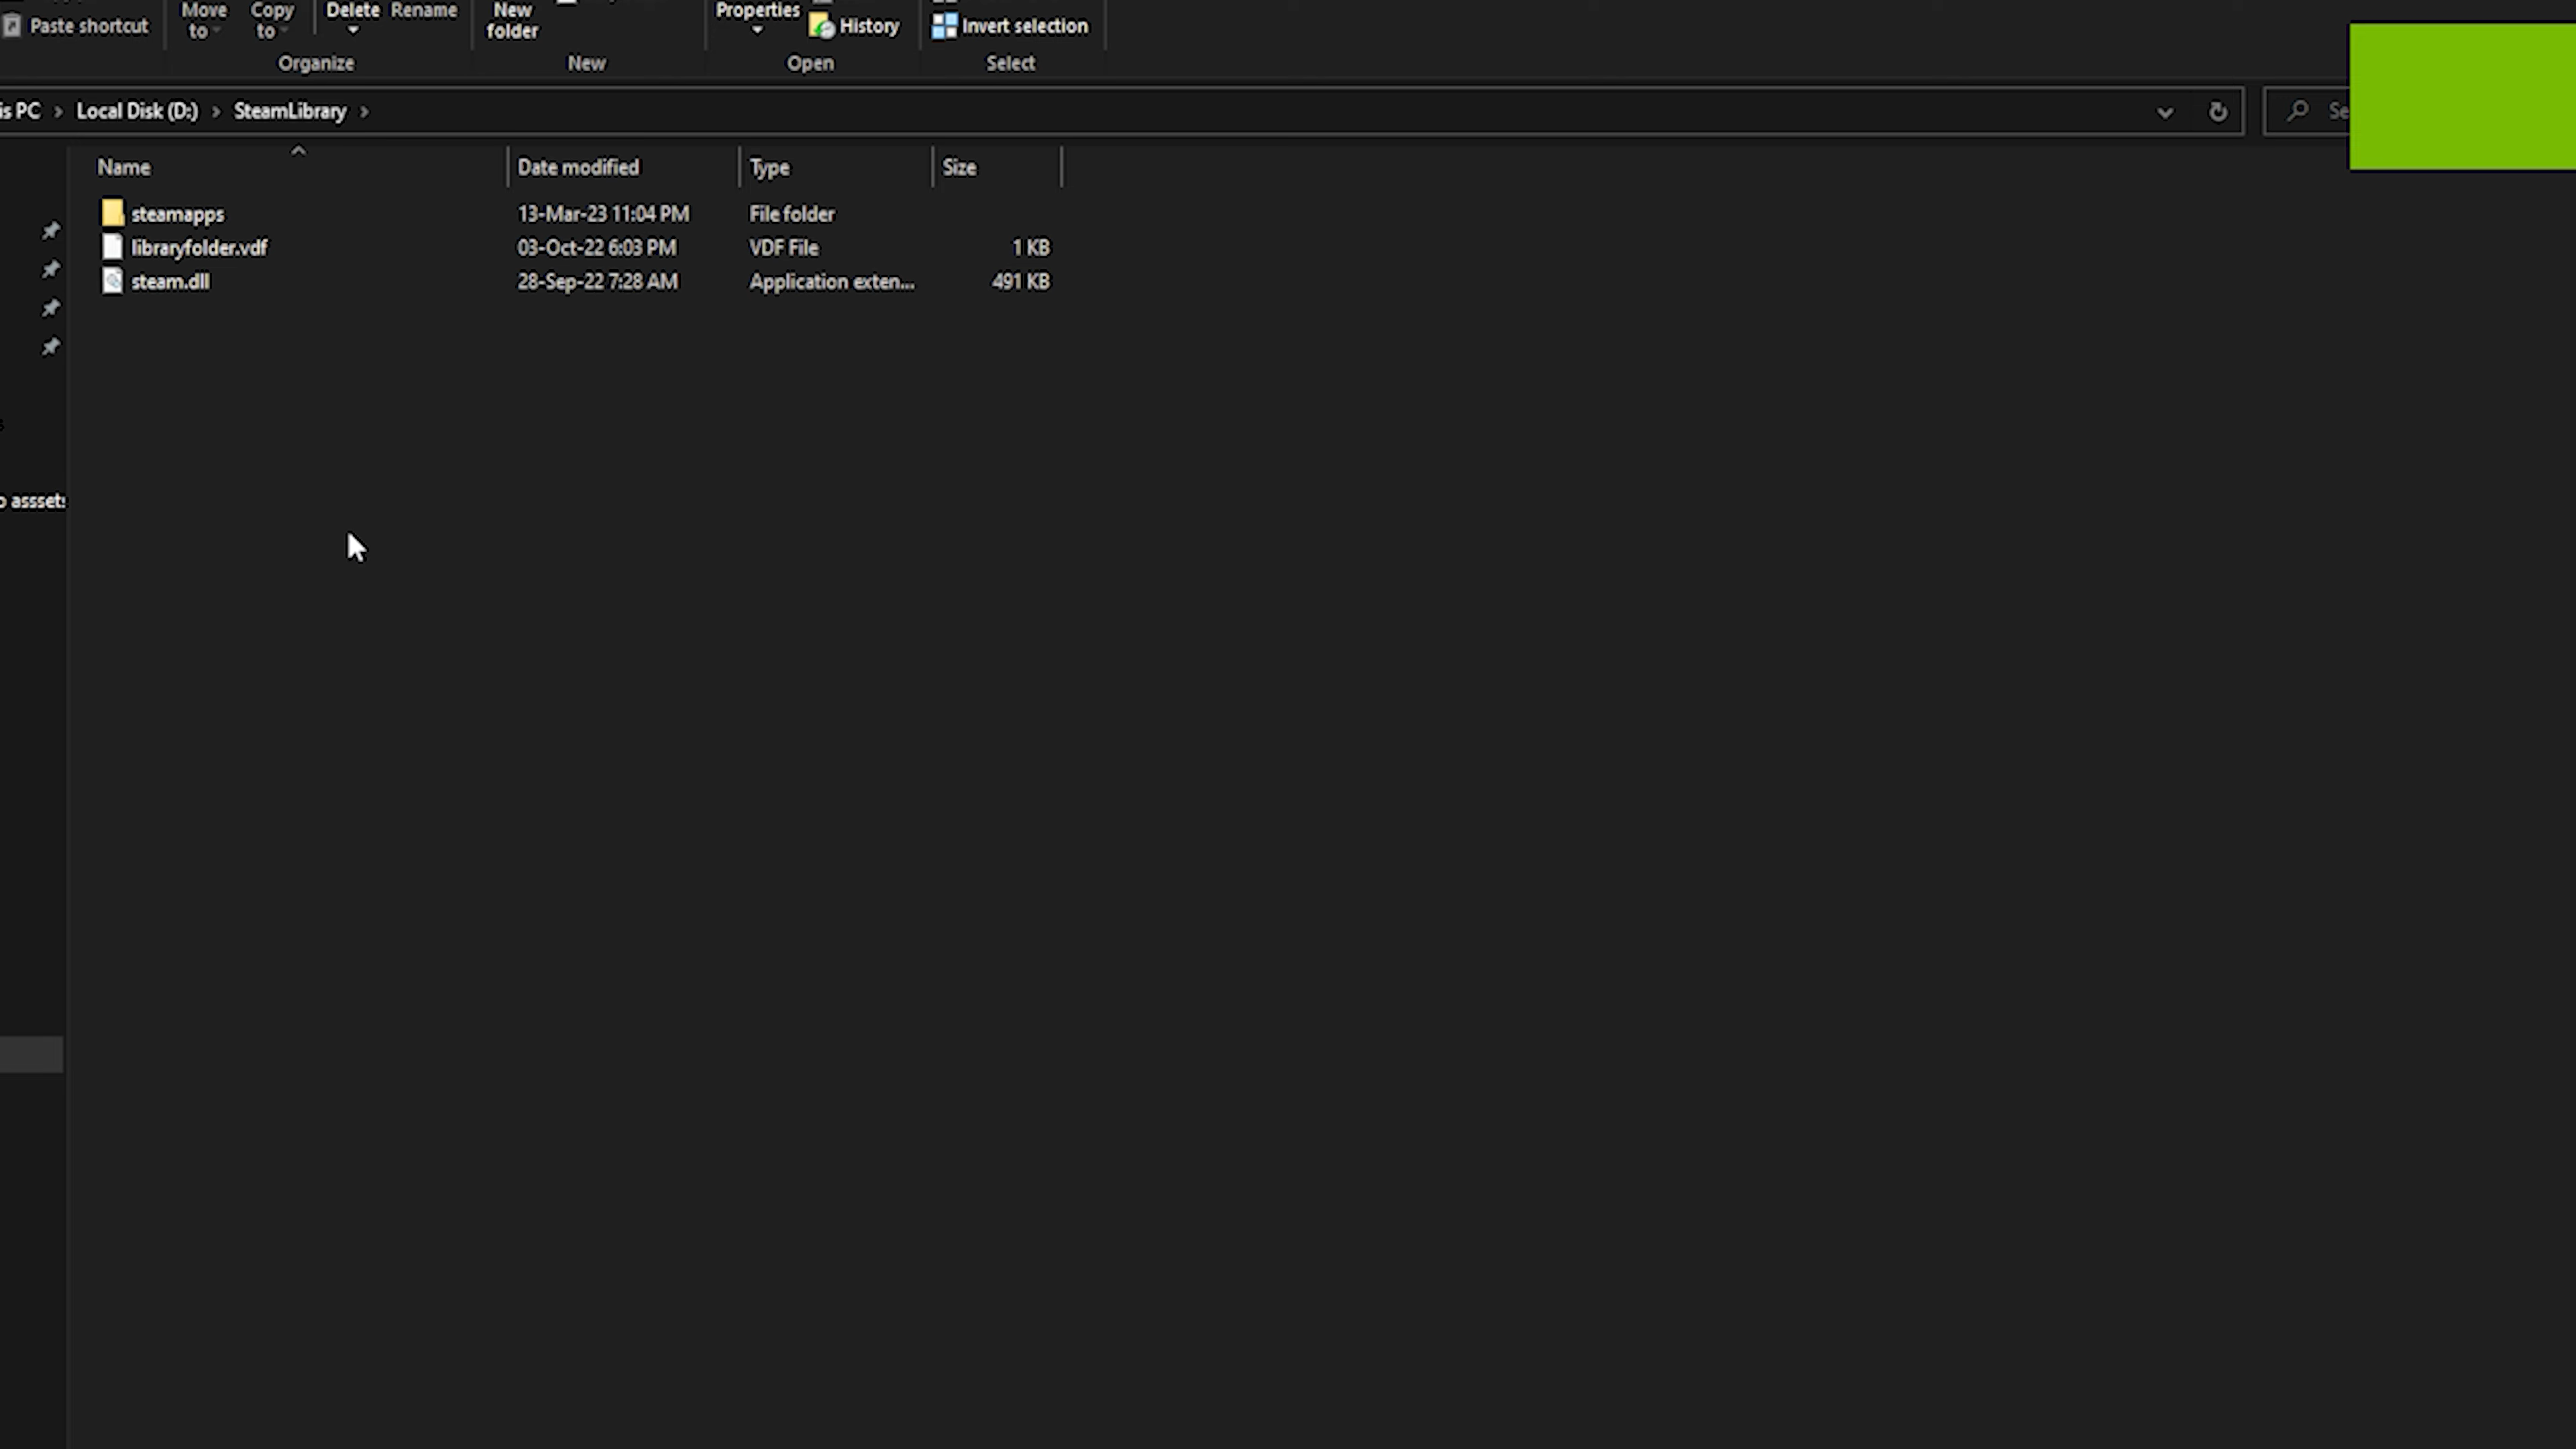 Move Delete Rename New Properties
Copy
Paste shortcut to to folder History Invert selection
Organize New Open Select
is PC > Local Disk (D:) > SteamLibrary >
Name Date modified Type Size
steamapps 13-Mar-23 11:04 PM File folder
libraryfolder.vdf 03-Oct-22 6:03 PM VDF File 1 KB
steam.dll 28-Sep-22 7:28 AM Application exten... 491 KB
o asssets